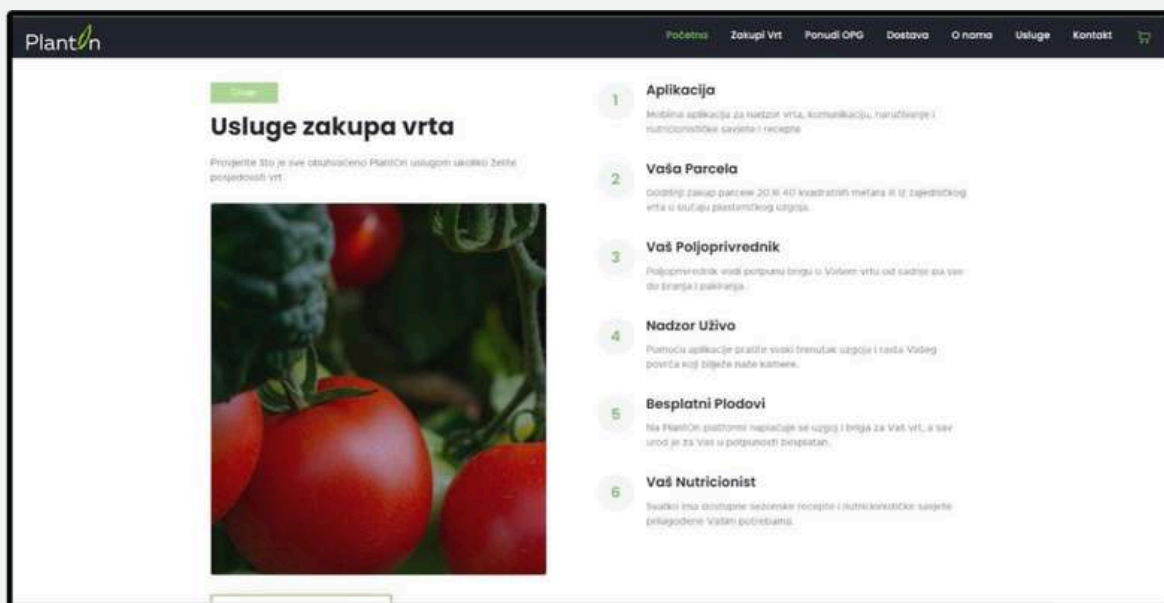 PlantOn
Početna Zakupi Vrt Ponudi OPG Dostava O nama Usluge Kontakt
Usluge zakupa vrta
Provjerite što je sve obuhvaćeno PlantOn uslugom ukoliko želite
posjedovati vrt
1
Aplikacija
Mobilna aplikacija za nadzor vrta, komunikaciju, naručivanje i
nutricionističke savjete i recepte
2
Vaša Parcela
Godišnji zakup parcele 20 ili 40 kvadratnih metara ili iz zajedničkog
vrta u slučaju plasteničkog uzgoja.
3
Vaš Poljoprivrednik
Poljoprivrednik vodi potpunu brigu o Vašem vrtu od sadnje pa sve
do branja i pakiranja.
4
Nadzor Uživo
Pomoću aplikacije pratite svaki trenutak uzgoja i rasta Vašeg
povrća koji bilježe naše kamere.
5
Besplatni Plodovi
Na PlantOn platformi naplaćuje se uzgoj i briga za Vaš vrt, a sav
urod je za Vas u potpunosti besplatan.
6
Vaš Nutricionist
Svatko ima dostupne sezonske recepte i nutricionističke savjete
prilagođene Vašim potrebama.